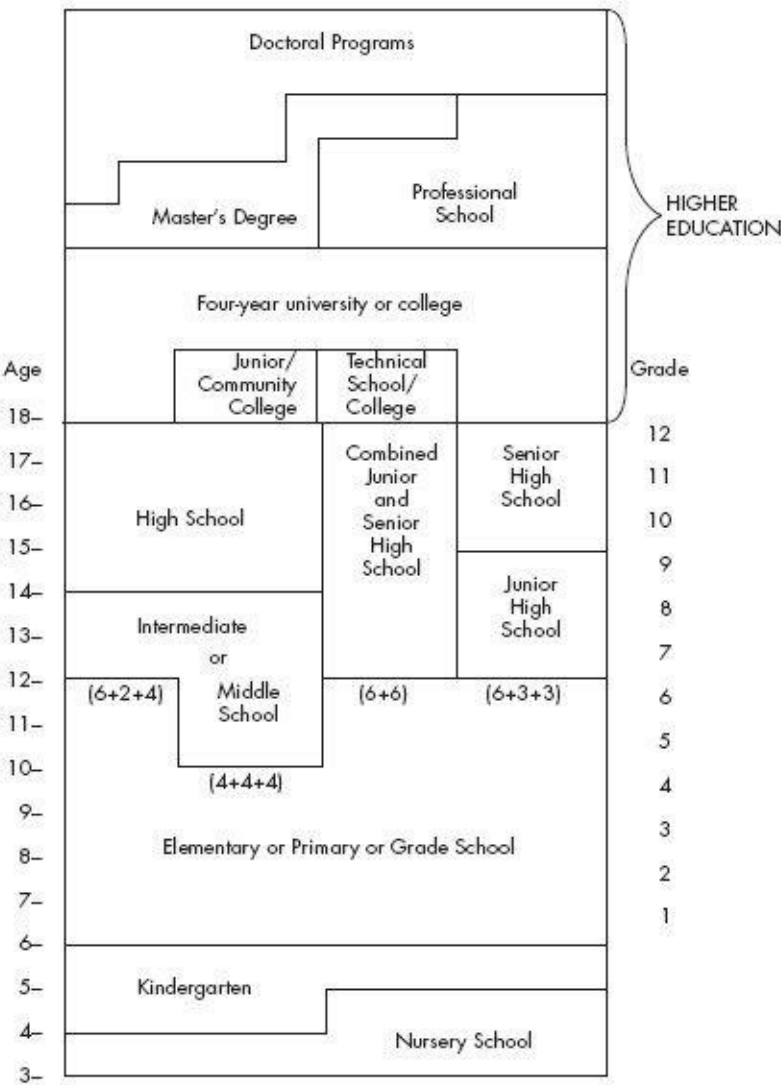 Doctoral Programs
Professional
School
Master's Degree
HIGHER
EDUCATION
Four-year university or college
Age
Junior/
Community
College
Technical
School/
College
Grade
18–
12
17–
Combined
Junior
and
Senior
High
School
Senior
High
School
11
16–
High School
10
15–
9
14–
Junior
High
School
8
13–
Intermediate
or
Middle
School
7
12–
(6+2+4)
(6+6)
(6+3+3)
6
11–
5
10–
(4+4+4)
4
9–
3
8–
Elementary or Primary or Grade School
2
7–
1
6–
5–
Kindergarten
4–
Nursery School
3–